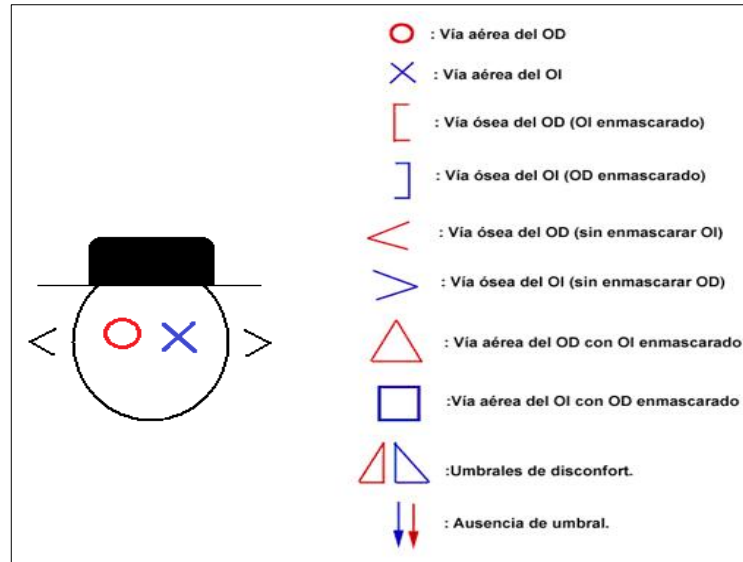 : Vía aérea del OD
: Vía aérea del OI
: Vía ósea del OD (OI enmascarado)
: Vía ósea del OI (OD enmascarado)
: Vía ósea del OD (sin enmascarar OI)
: Vía ósea del OI (sin enmascarar OD)
: Vía aérea del OD con OI enmascarado
:Vía aérea del OI con OD enmascarado
:Umbrales de disconfort.
: Ausencia de umbral.